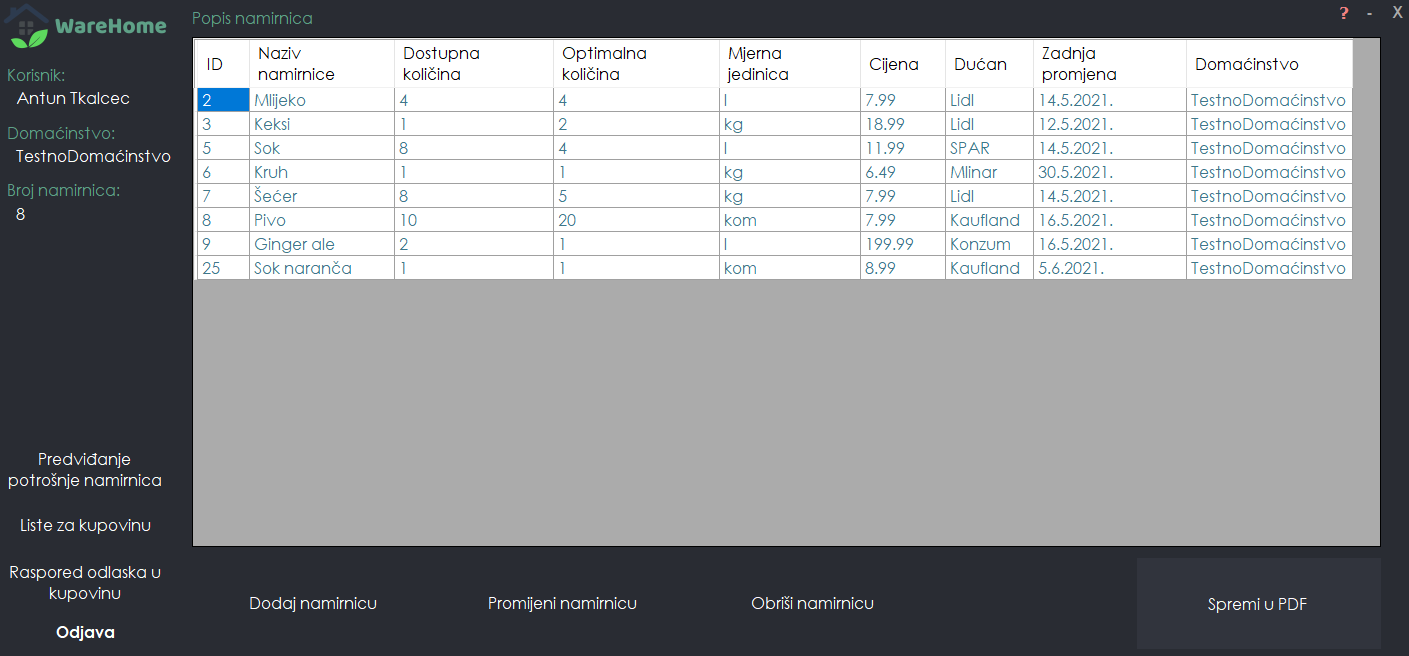 WareHome
Popis namirnica
? - X
Korisnik:
Antun Tkalcec
Domaćinstvo:
TestnoDomaćinstvo
Broj namirnica:
8
ID Naziv namirnice Dostupna količina Optimalna količina Mjerna jedinica Cijena Dućan Zadnja promjena Domaćinstvo
2 Mlijeko 4 4 l 7.99 Lidl 14.5.2021. TestnoDomaćinstvo
3 Keksi 1 2 kg 18.99 Lidl 12.5.2021. TestnoDomaćinstvo
5 Sok 8 4 l 11.99 SPAR 14.5.2021. TestnoDomaćinstvo
6 Kruh 1 1 kg 6.49 Mlinar 30.5.2021. TestnoDomaćinstvo
7 Šećer 8 5 kg 7.99 Lidl 14.5.2021. TestnoDomaćinstvo
8 Pivo 10 20 kom 7.99 Kaufland 16.5.2021. TestnoDomaćinstvo
9 Ginger ale 2 1 l 199.99 Konzum 16.5.2021. TestnoDomaćinstvo
25 Sok naranča 1 1 kom 8.99 Kaufland 5.6.2021. TestnoDomaćinstvo
Predviđanje
potrošnje namirnica
Liste za kupovinu
Raspored odlaska u
kupovinu
Odjava
Dodaj namirnicu
Promijeni namirnicu
Obriši namirnicu
Spremi u PDF